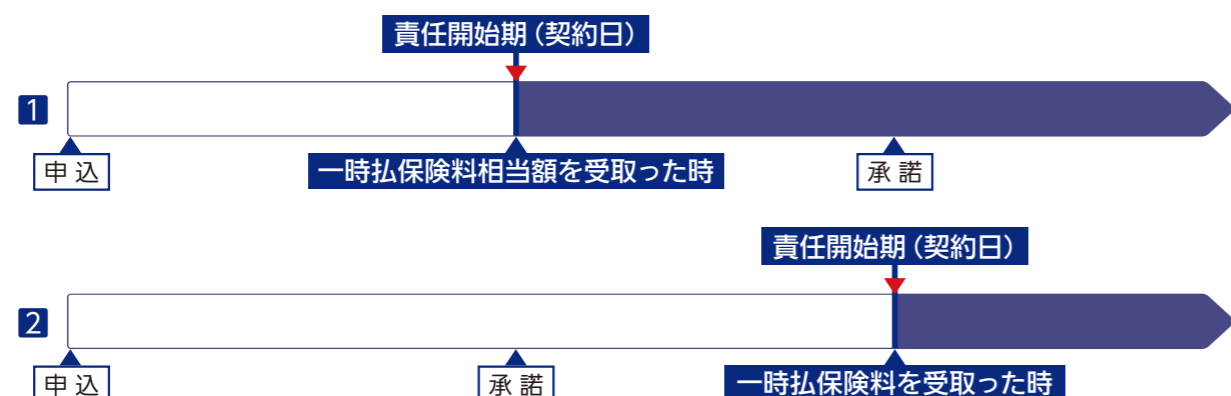 責任開始期（契約日）
1
申込
一時払保険料相当額を受取った時
承諾
責任開始期（契約日）
2
申込
承諾
一時払保険料を受取った時